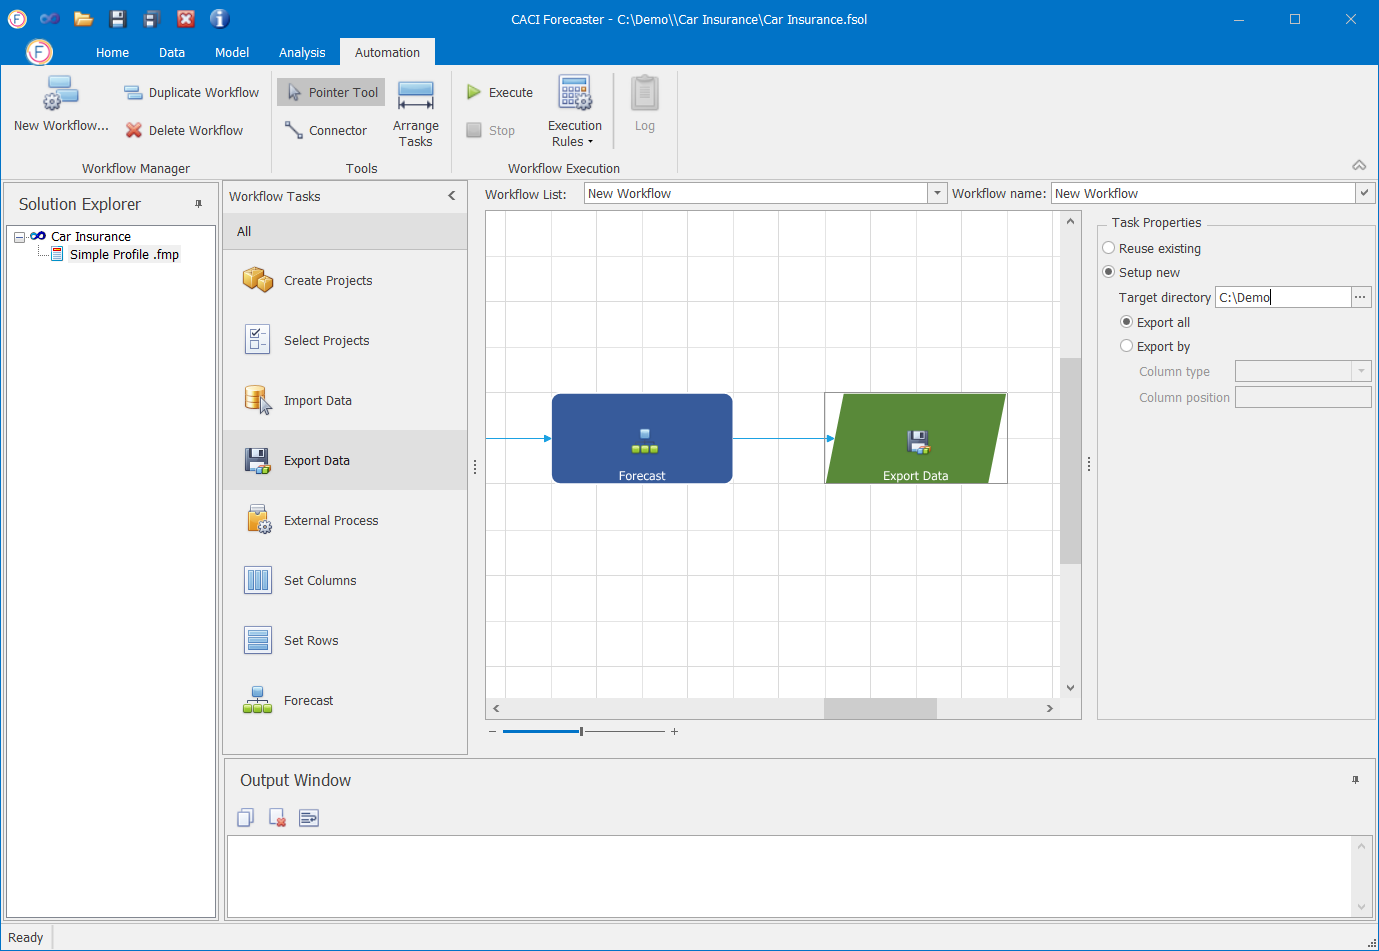 CACI Forecaster - C:\Demo\\Car Insurance\Car Insurance.fsol
F
Home Data Model Analysis Automation
New Workflow...
Duplicate Workflow
Delete Workflow
Workflow Manager
Pointer Tool
Connector
Arrange
Tasks
Tools
Execute
Stop
Execution
Rules
Workflow Execution
Log
Solution Explorer
Car Insurance
Simple Profile .fmp
Workflow Tasks
All
Create Projects
Select Projects
Import Data
Export Data
External Process
Set Columns
Set Rows
Forecast
Workflow List: New Workflow
Workflow name: New Workflow
Forecast
Export Data
Task Properties
Reuse existing
Setup new
Target directory C:\Demo
Export all
Export by
Column type
Column position
Output Window
Ready